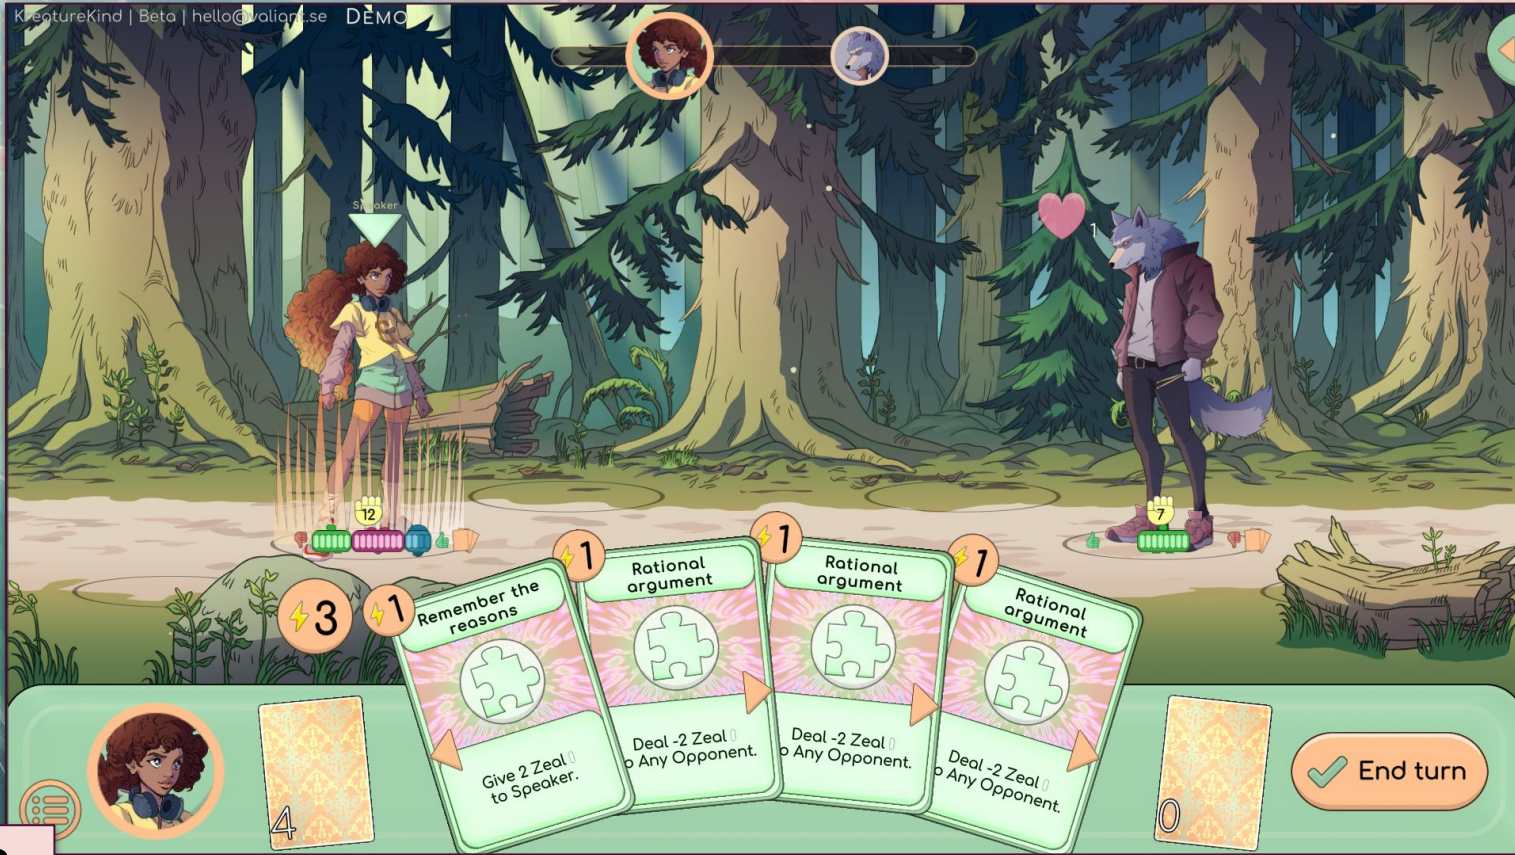 KreatureKind | Beta | hello@valiant.se DEMO
Speaker
1
12
7
3
1
Remember the
reasons
Give 2 Zeal
to Speaker.
1
Rational
argument
Deal -2 Zeal
o Any Opponent.
1
Rational
argument
Deal -2 Zeal
o Any Opponent.
1
Rational
argument
Deal -2 Zeal
o Any Opponent.
4
0
End turn